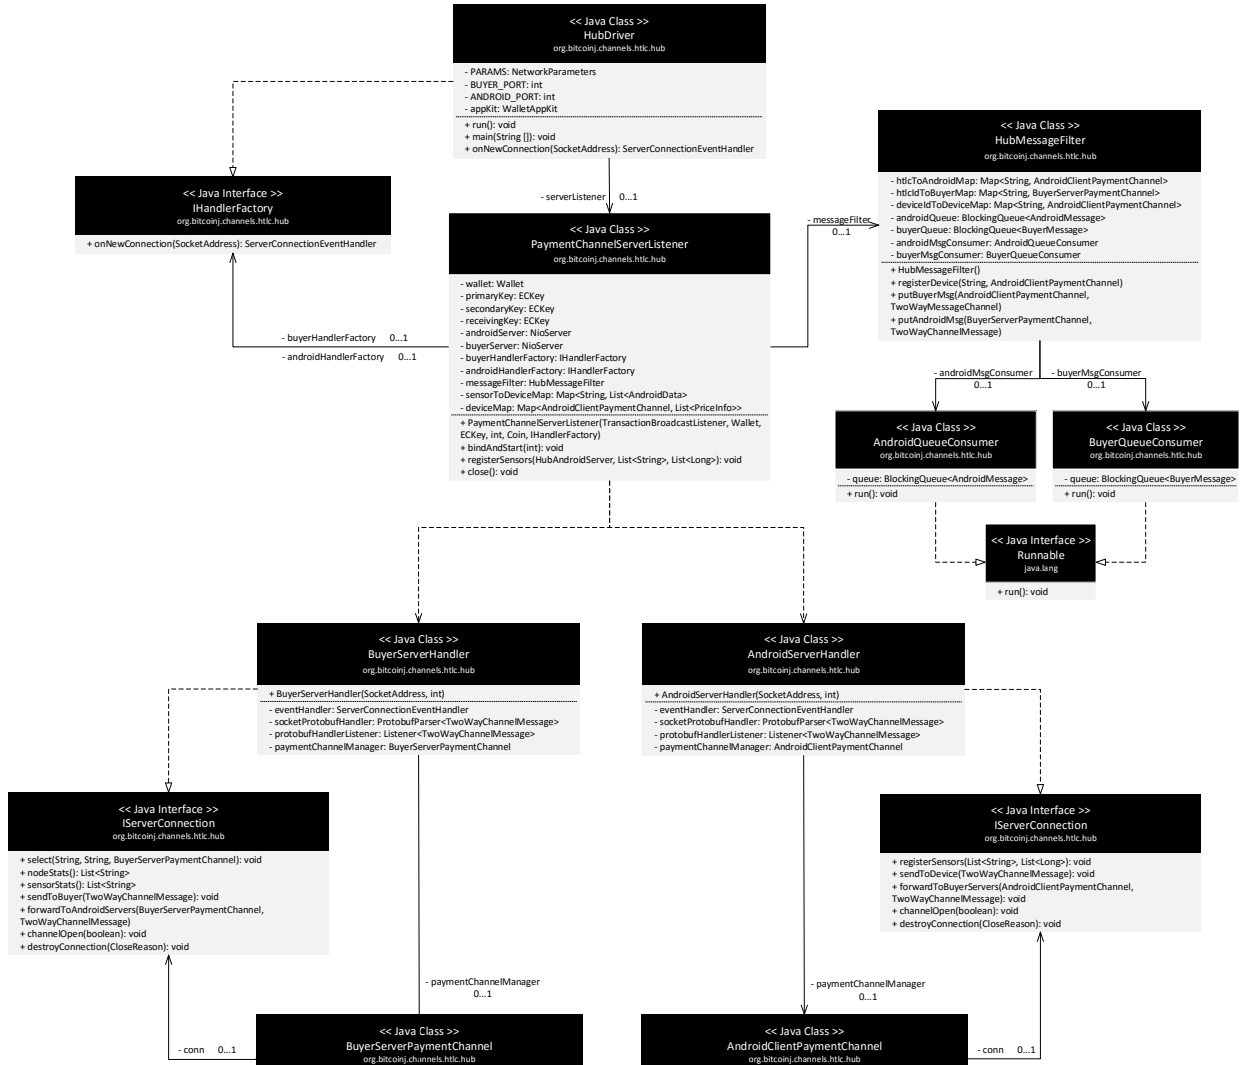 << Java Class >>
HubDriver
org.bitcoinj.channels.htlc.hub
- PARAMS: NetworkParameters
- BUYER_PORT: int
- ANDROID_PORT: int
- appKit: WalletAppKit
+ run(): void
+ main(String []): void
+ onNewConnection(SocketAddress): ServerConnectionEventHandler
<< Java Class >>
HubMessageFilter
org.bitcoinj.channels.htlc.hub
- htlcToAndroidMap: Map<String, AndroidClientPaymentChannel>
- htlcIdToBuyerMap: Map<String, BuyerServerPaymentChannel>
- deviceIdToDeviceMap: Map<String, AndroidClientPaymentChannel>
- androidQueue: BlockingQueue<AndroidMessage>
- buyerQueue: BlockingQueue<BuyerMessage>
- androidMsgConsumer: AndroidQueueConsumer
- buyerMsgConsumer: BuyerQueueConsumer
+ HubMessageFilter()
+ registerDevice(String, AndroidClientPaymentChannel)
+ putBuyerMsg(AndroidClientPaymentChannel,
TwoWayMessageChannel)
+ putAndroidMsg(BuyerServerPaymentChannel,
TwoWayChannelMessage)
<< Java Interface >>
IHandlerFactory
org.bitcoinj.channels.htlc.hub
+ onNewConnection(SocketAddress): ServerConnectionEventHandler
- serverListener 0...1
- messageFilter
0...1
<< Java Class >>
PaymentChannelServerListener
org.bitcoinj.channels.htlc.hub
- wallet: Wallet
- primaryKey: ECKey
- secondaryKey: ECKey
- receivingKey: ECKey
- androidServer: NioServer
- buyerServer: NioServer
- buyerHandlerFactory: IHandlerFactory
- androidHandlerFactory: IHandlerFactory
- messageFilter: HubMessageFilter
- sensorToDeviceMap: Map<String, List<AndroidData>
- deviceMap: Map<AndroidClientPaymentChannel, List<PriceInfo>>
+ PaymentChannelServerListener(TransactionBroadcastListener, Wallet,
ECKey, int, Coin, IHandlerFactory)
+ bindAndStart(int): void
+ registerSensors(HubAndroidServer, List<String>, List<Long>): void
+ close(): void
- buyerHandlerFactory 0...1
- androidHandlerFactory 0...1
- androidMsgConsumer
0...1
- buyerMsgConsumer
0...1
<< Java Class >>
AndroidQueueConsumer
org.bitcoinj.channels.htlc.hub
- queue: BlockingQueue<AndroidMessage>
+ run(): void
<< Java Class >>
BuyerQueueConsumer
org.bitcoinj.channels.htlc.hub
- queue: BlockingQueue<BuyerMessage>
+ run(): void
<< Java Interface >>
Runnable
java.lang
+ run(): void
<< Java Class >>
BuyerServerHandler
org.bitcoinj.channels.htlc.hub
+ BuyerServerHandler(SocketAddress, int)
- eventHandler: ServerConnectionEventHandler
- socketProtobufHandler: ProtobufParser<TwoWayChannelMessage>
- protobufHandlerListener: Listener<TwoWayChannelMessage>
- paymentChannelManager: BuyerServerPaymentChannel
<< Java Class >>
AndroidServerHandler
org.bitcoinj.channels.htlc.hub
+ AndroidServerHandler(SocketAddress, int)
- eventHandler: ServerConnectionEventHandler
- socketProtobufHandler: ProtobufParser<TwoWayChannelMessage>
- protobufHandlerListener: Listener<TwoWayChannelMessage>
- paymentChannelManager: AndroidClientPaymentChannel
<< Java Interface >>
IServerConnection
org.bitcoinj.channels.htlc.hub
+ select(String, String, BuyerServerPaymentChannel): void
+ nodeStats(): List<String>
+ sensorStats(): List<String>
+ sendToBuyer(TwoWayChannelMessage): void
+ forwardToAndroidServers(BuyerServerPaymentChannel,
TwoWayChannelMessage)
+ channelOpen(boolean): void
+ destroyConnection(CloseReason): void
<< Java Interface >>
IServerConnection
org.bitcoinj.channels.htlc.hub
+ registerSensors(List<String>, List<Long>): void
+ sendToDevice(TwoWayChannelMessage): void
+ forwardToBuyerServers(AndroidClientPaymentChannel,
TwoWayChannelMessage): void
+ channelOpen(boolean): void
+ destroyConnection(CloseReason): void
- paymentChannelManager
0...1
- paymentChannelManager
0...1
- conn 0...1
<< Java Class >>
BuyerServerPaymentChannel
org.bitcoinj.channels.htlc.hub
<< Java Class >>
AndroidClientPaymentChannel
org.bitcoinj.channels.htlc.hub
- conn 0...1